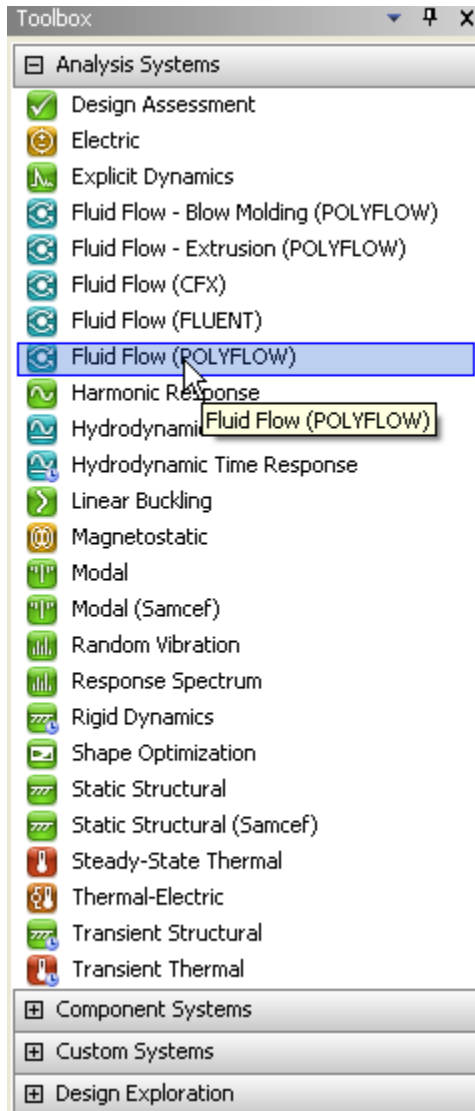 Toolbox
Analysis Systems
Design Assessment
Electric
Explicit Dynamics
Fluid Flow - Blow Molding (POLYFLOW)
Fluid Flow - Extrusion (POLYFLOW)
Fluid Flow (CFX)
Fluid Flow (FLUENT)
Fluid Flow (POLYFLOW)
Harmonic Response
Hydrodynami
Fluid Flow (POLYFLOW)
Hydrodynamic Time Response
Linear Buckling
Magnetostatic
Modal
Modal (Samcef)
Random Vibration
Response Spectrum
Rigid Dynamics
Shape Optimization
Static Structural
Static Structural (Samcef)
Steady-State Thermal
Thermal-Electric
Transient Structural
Transient Thermal
Component Systems
Custom Systems
Design Exploration